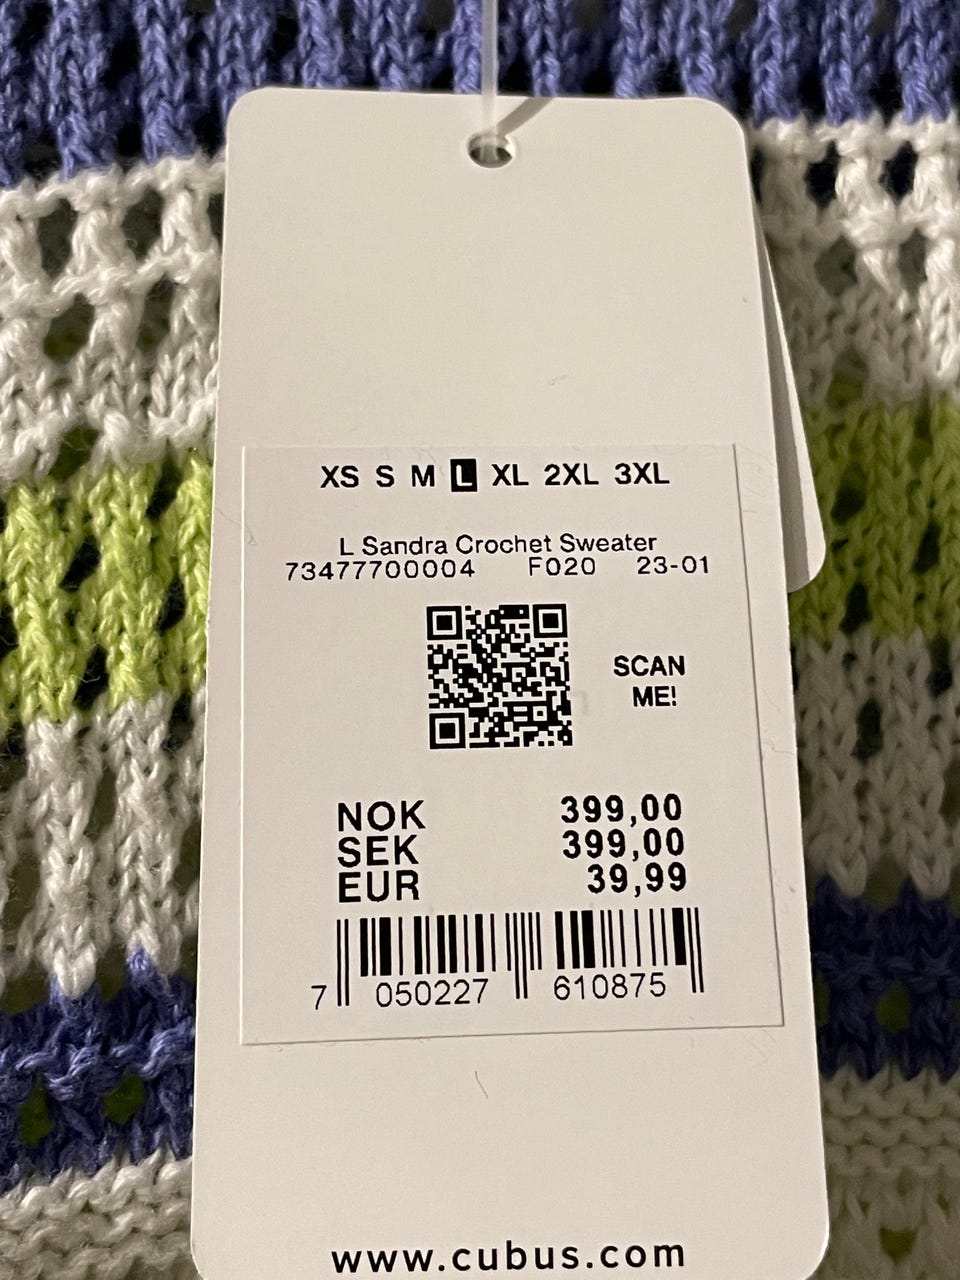 XS S M L XL 2XL 3XL
L Sandra Crochet Sweater
73477700004 F020 23-01
SCAN
ME!
NOK 399,00
SEK 399,00
EUR 39,99
7 050227 610875
www.cubus.com